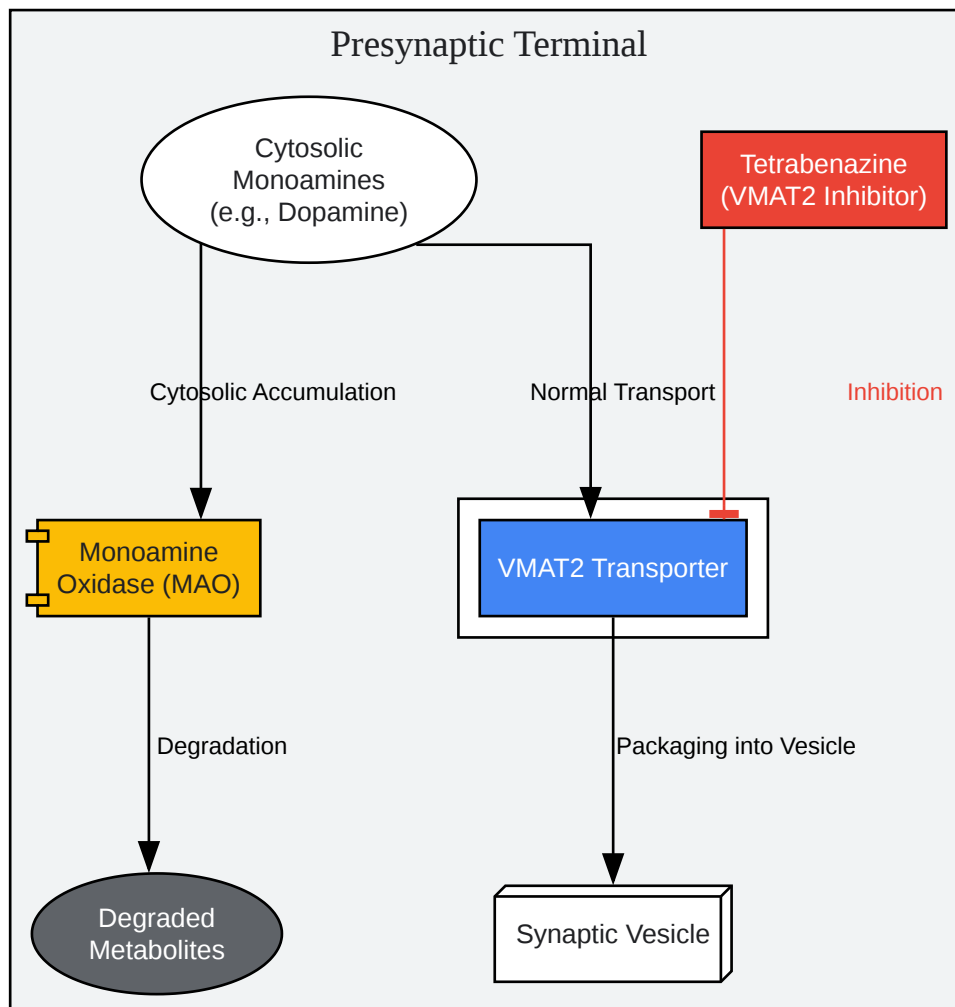 Presynaptic Terminal
Cytosolic
Monoamines
(e.g., Dopamine)
Tetrabenazine
(VMAT2 Inhibitor)
Cytosolic Accumulation
Normal Transport
Inhibition
Monoamine
Oxidase (MAO)
VMAT2 Transporter
Degradation
Packaging into Vesicle
Degraded
Metabolites
Synaptic Vesicle